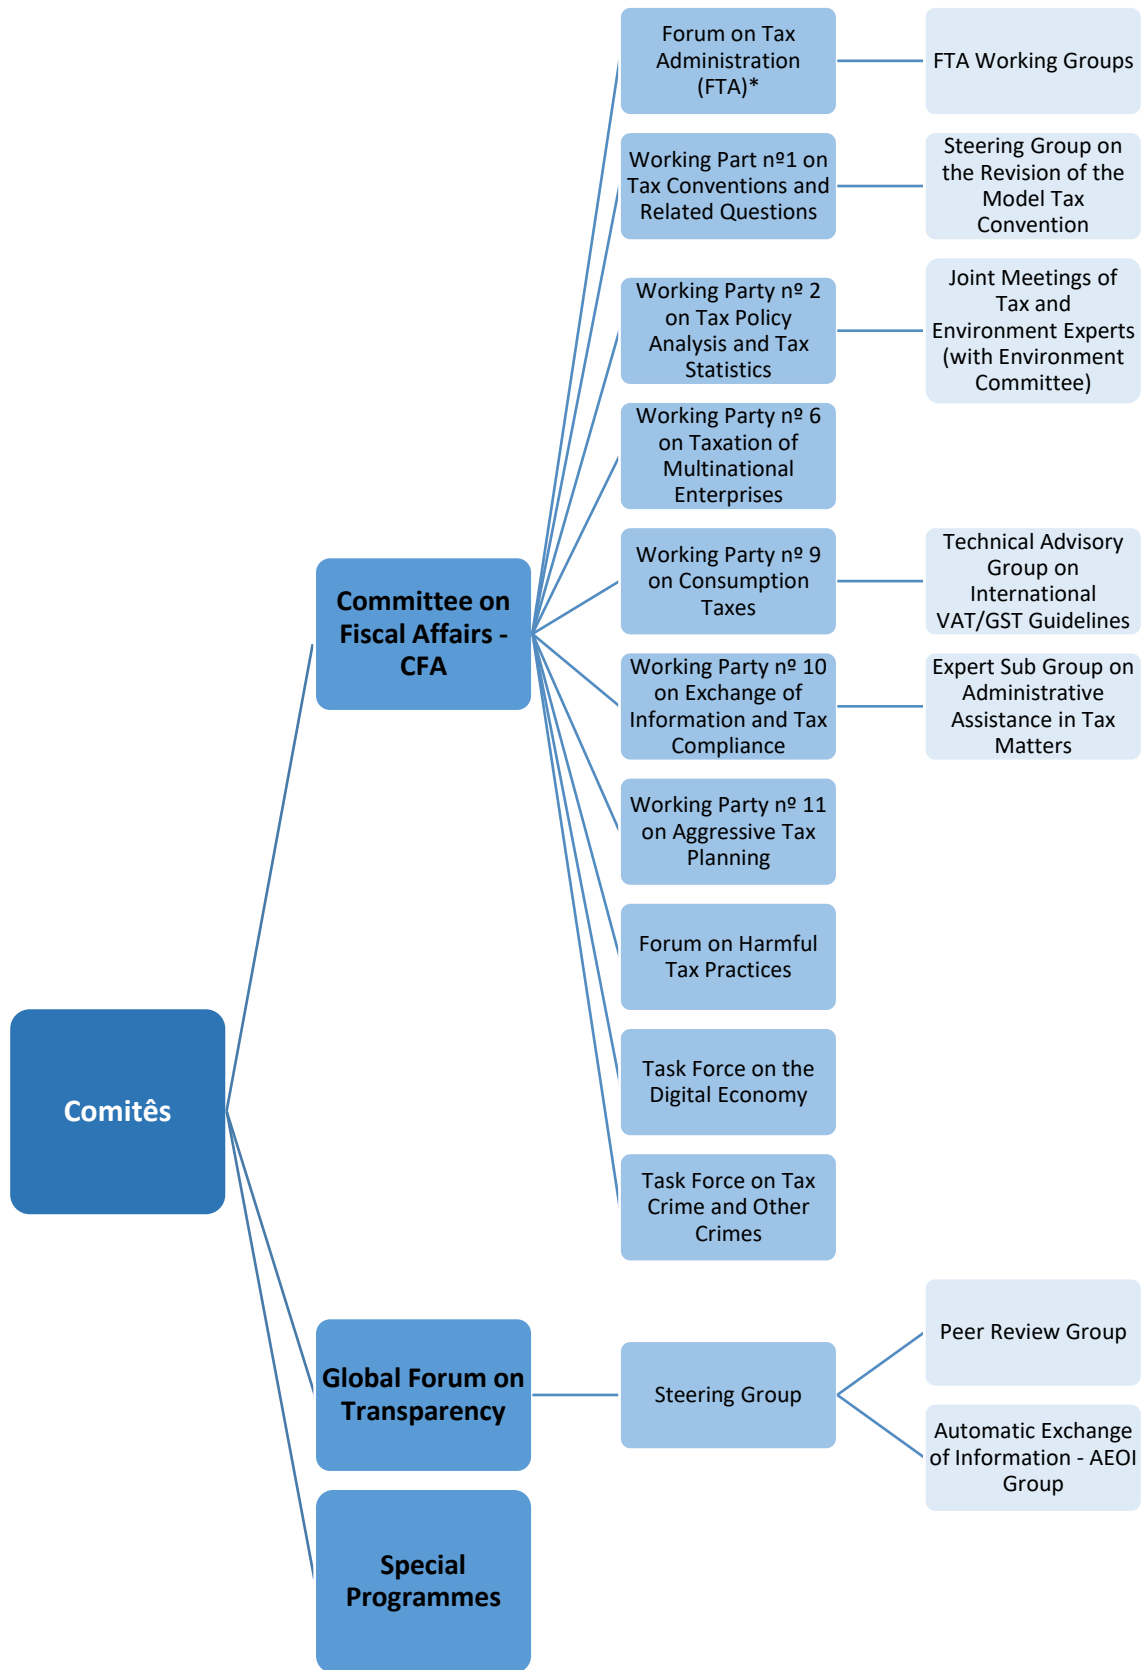 Forum on Tax
Administration
(FTA)*
FTA Working Groups
Working Part nº1 on
Tax Conventions and
Related Questions
Steering Group on
the Revision of the
Model Tax
Convention
Working Party nº 2
on Tax Policy
Analysis and Tax
Statistics
Joint Meetings of
Tax and
Environment Experts
(with Environment
Committee)
Working Party nº 6
on Taxation of
Multinational
Enterprises
Committee on
Fiscal Affairs -
CFA
Working Party nº 9
on Consumption
Taxes
Technical Advisory
Group on
International
VAT/GST Guidelines
Working Party nº 10
on Exchange of
Information and Tax
Compliance
Expert Sub Group on
Administrative
Assistance in Tax
Matters
Working Party nº 11
on Aggressive Tax
Planning
Forum on Harmful
Tax Practices
Comitês
Task Force on the
Digital Economy
Task Force on Tax
Crime and Other
Crimes
Global Forum on
Transparency
Steering Group
Peer Review Group
Automatic Exchange
of Information - AEOI
Group
Special
Programmes